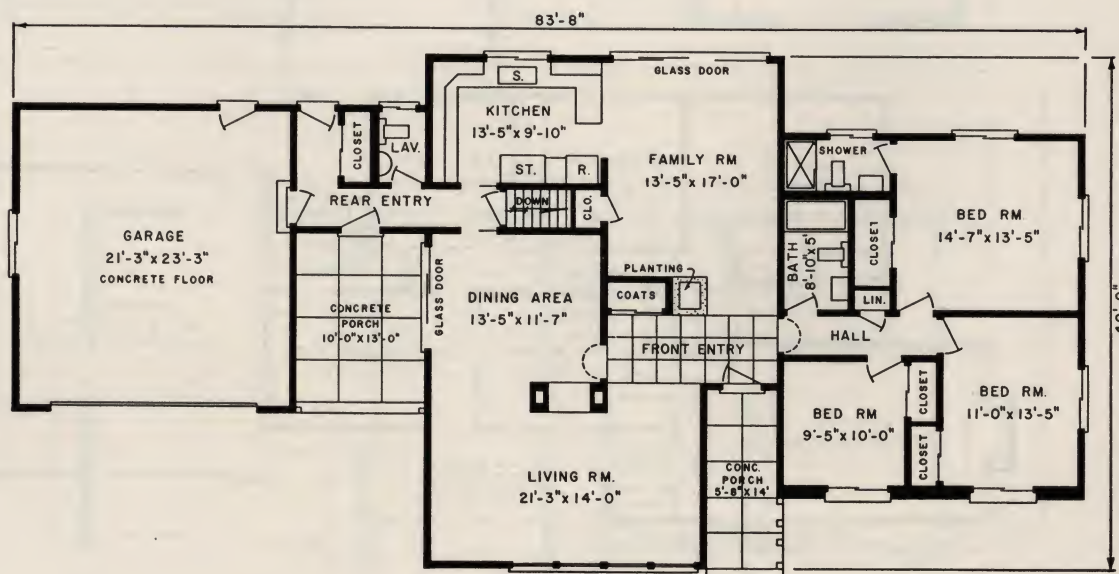 83'-8"
GLASS DOOR
S.
KITCHEN
13'-5" x 9'-10"
CLOSET
LAV.
SHOWER
FAMILY RM
13'-5" x 17'-0"
ST.
R.
REAR ENTRY
DOWN
CLO.
BED RM.
14'-7" x 13'-5"
CLOSET
GARAGE
21'-3" x 23'-3"
CONCRETE FLOOR
BATH
8'-10" x 5'
GLASS DOOR
PLANTING
DINING AREA
13'-5" x 11'-7"
COATS
LIN.
CONCRETE
PORCH
10'-0" x 13'-0"
HALL
FRONT ENTRY
BED RM
9'-5" x 10'-0"
CLOSET
BED RM.
11'-0" x 13'-5"
CLOSET
LIVING RM.
21'-3" x 14'-0"
CONC.
PORCH
5'-8" x 14'